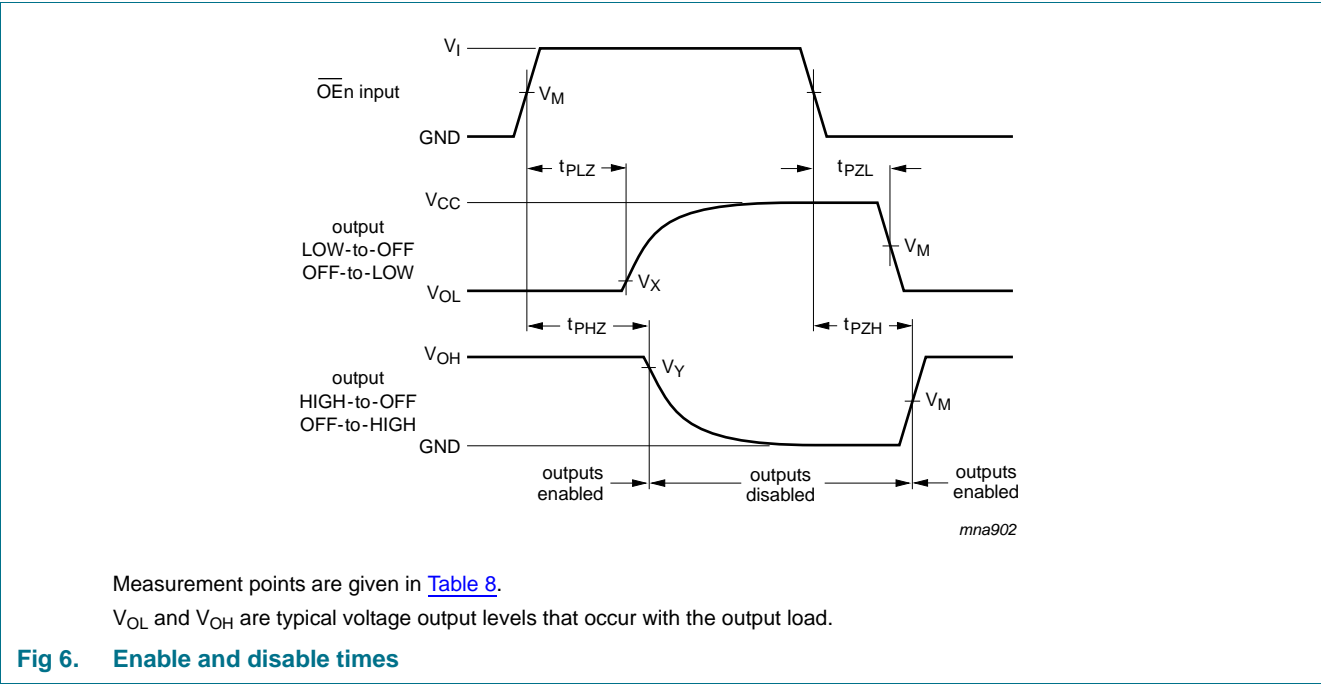 VI
OEn input
VM
GND
tPLZ
tPZL
VCC
output
LOW-to-OFF
OFF-to-LOW
VM
VX
VOL
tPHZ
tPZH
VOH
VY
output
HIGH-to-OFF
OFF-to-HIGH
VM
GND
outputs
enabled
outputs
disabled
outputs
enabled
mna902
Measurement points are given in Table 8.
VOL and VOH are typical voltage output levels that occur with the output load.
Fig 6. Enable and disable times